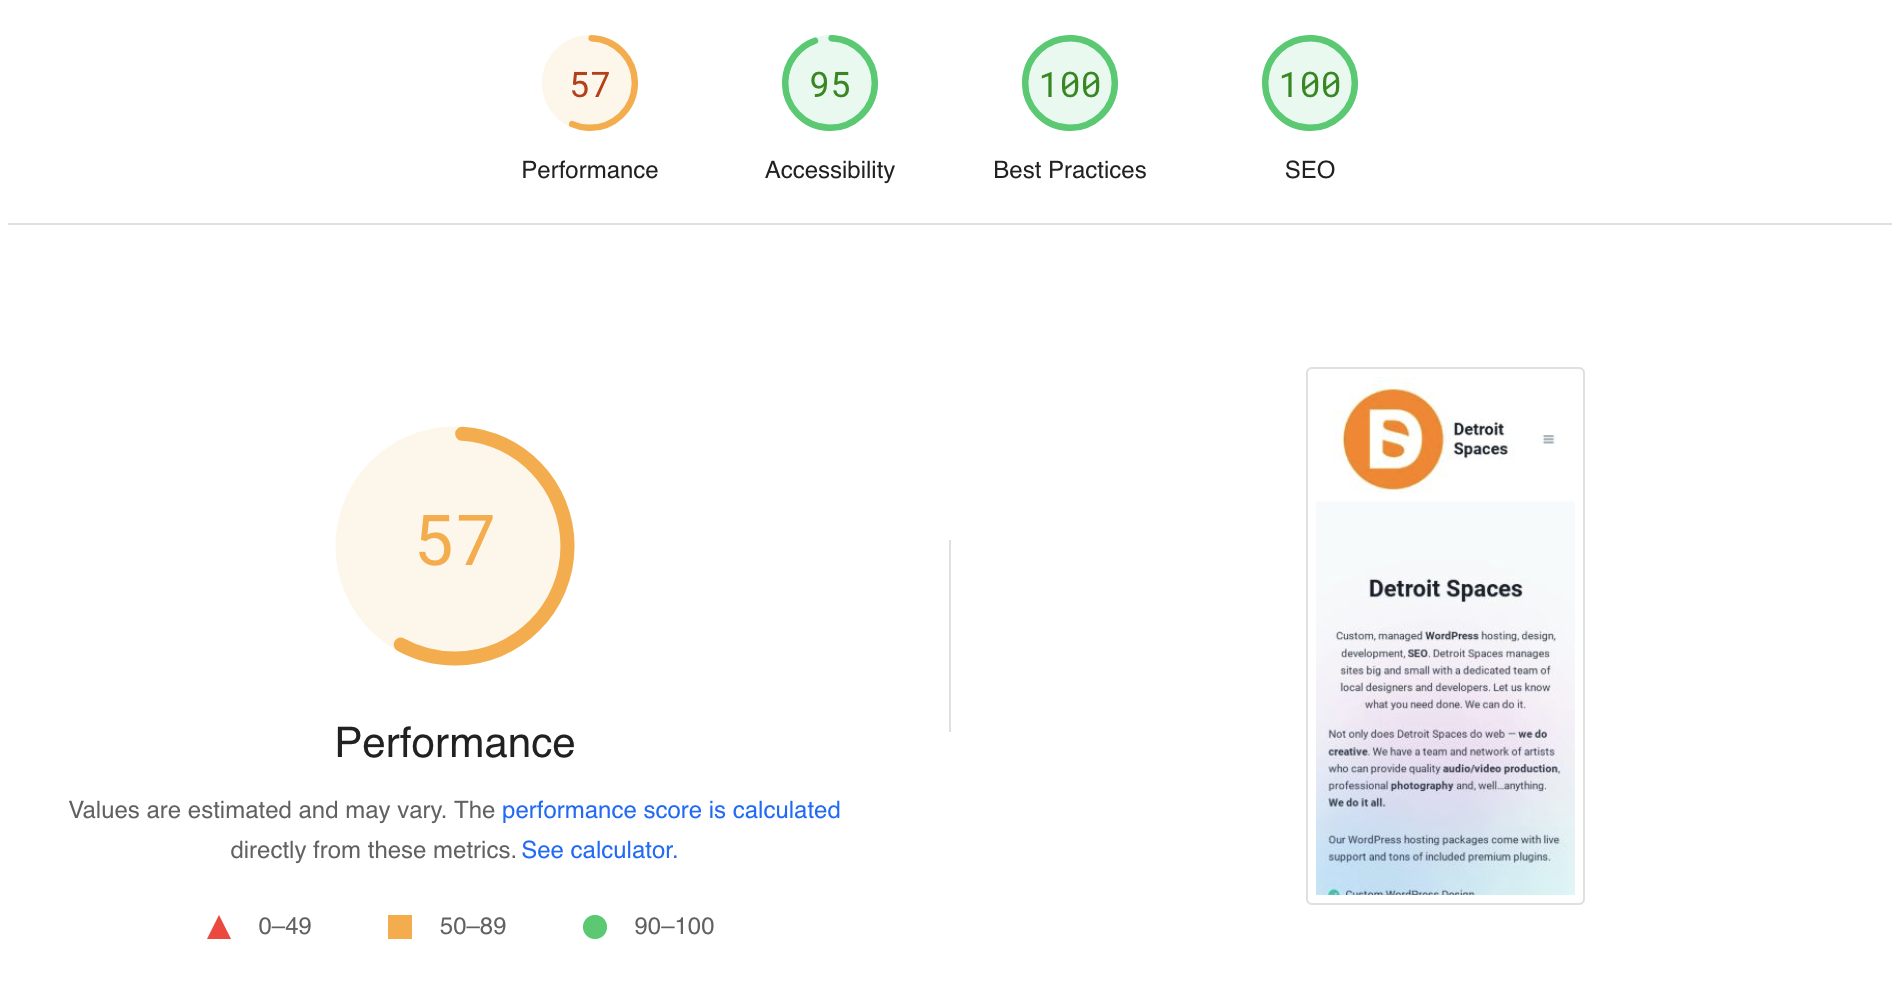 57
95
100
100
Performance
Accessibility
Best Practices
SEO
57
Performance
Values are estimated and may vary. The performance score is calculated
directly from these metrics. See calculator.
0–49
50–89
90–100
Detroit
Spaces
Detroit Spaces
Custom, managed WordPress hosting, design,
development, SEO. Detroit Spaces manages
sites big and small with a dedicated team of
local designers and developers. Let us know
what you need done. We can do it.
Not only does Detroit Spaces do web — we do
creative. We have a team and network of artists
who can provide quality audio/video production,
professional photography and, well...anything.
We do it all.
Our WordPress hosting packages come with live
support and tons of included premium plugins.
Custom WordPress Design